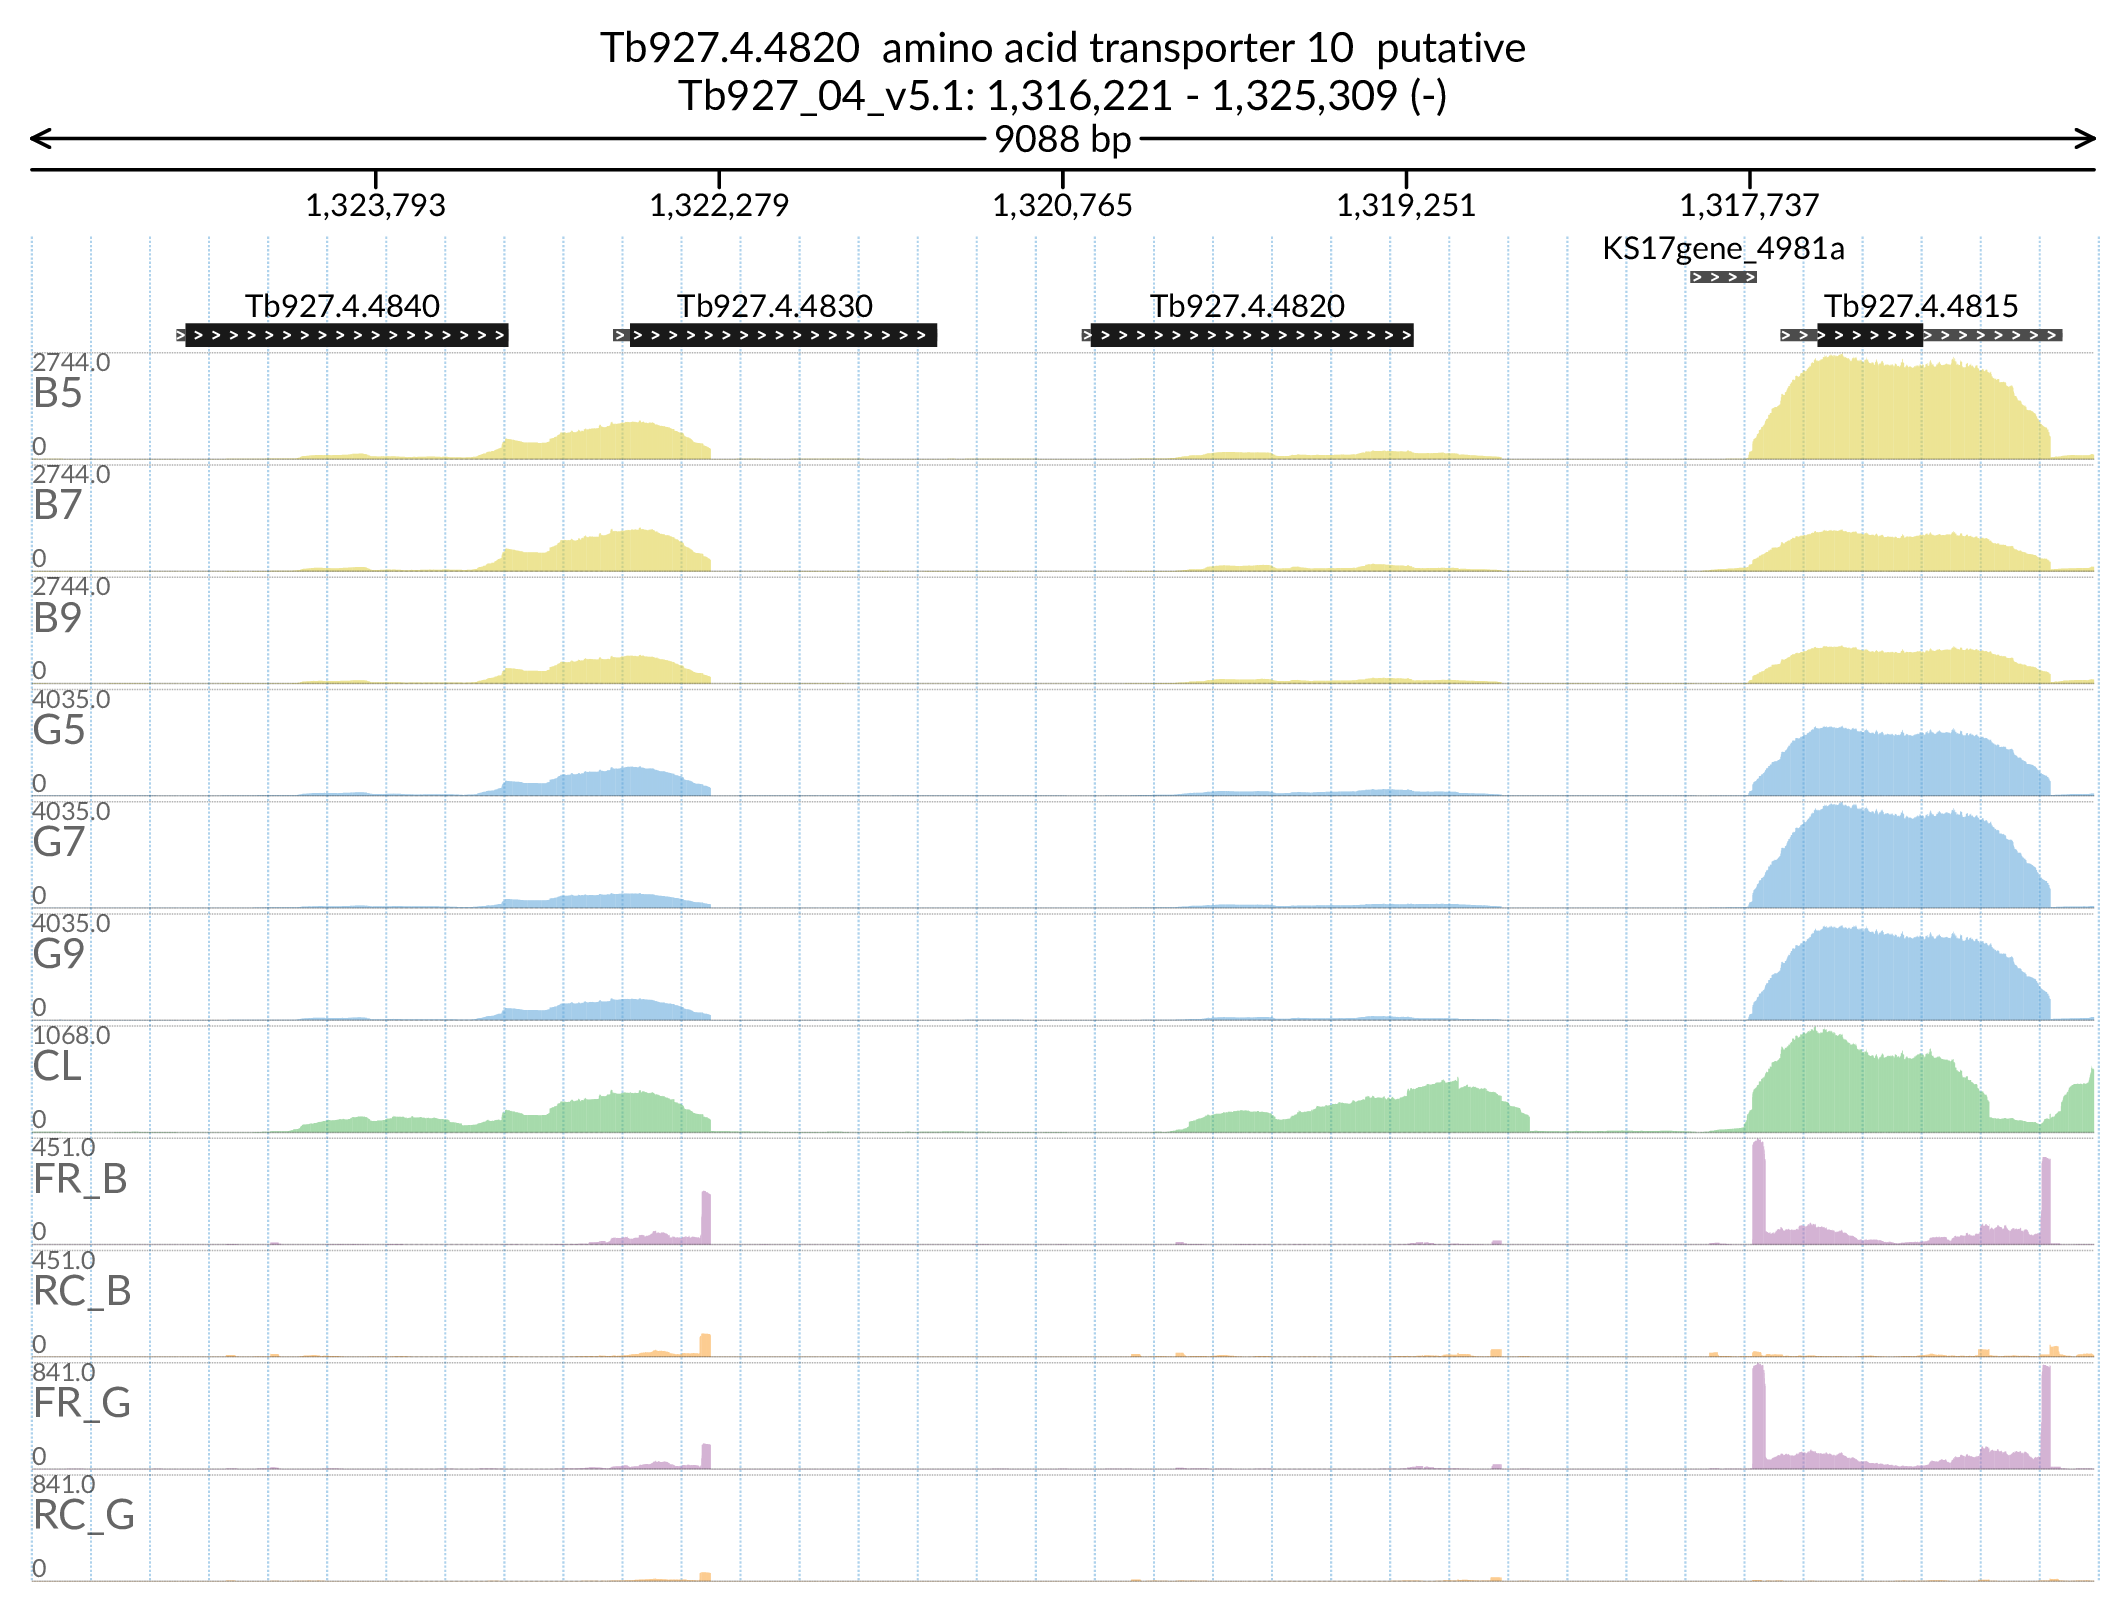 Tb927.4.4820 amino acid transporter 10 putative
Tb927_04_v5.1: 1,316,221 - 1,325,309 (-)
9088 bp
1,323,793 1,322,279 1,320,765 1,319,251 1,317,737
KS17gene_4981a
Tb927.4.4840 Tb927.4.4830 Tb927.4.4820 Tb927.4.4815
2744.0
B5
0
2744.0
B7
0
2744.0
B9
0
4035.0
G5
0
4035.0
G7
0
4035.0
G9
0
1068.0
CL
0
451.0
FR_B
0
451.0
RC_B
0
841.0
FR_G
0
841.0
RC_G
0